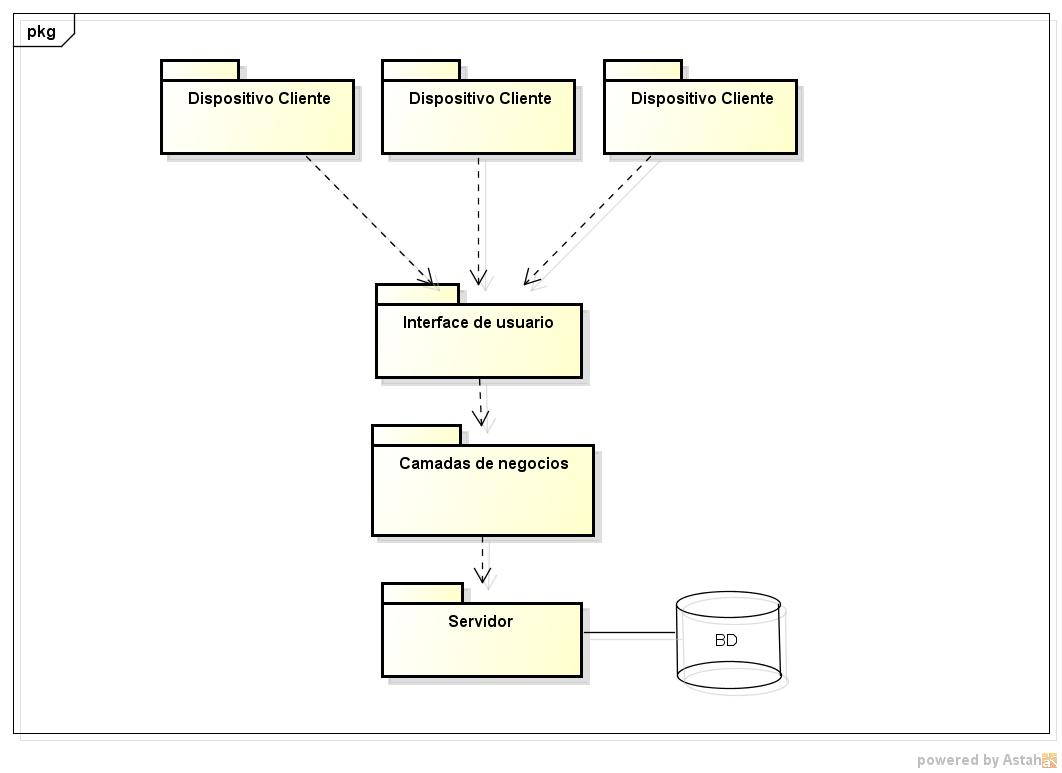 pkg
Dispositivo Cliente
Dispositivo Cliente
Dispositivo Cliente
Interface de usuario
Camadas de negocios
Servidor
BD
powered by Astah